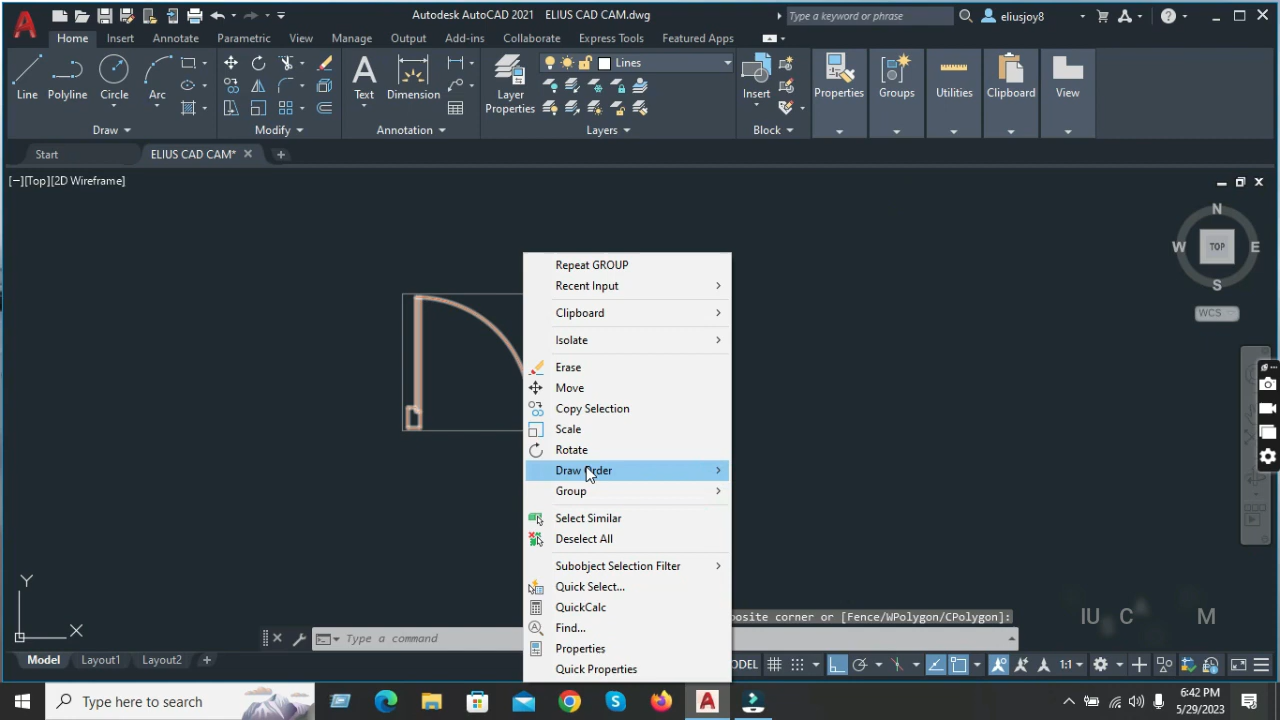 Autodesk AutoCAD 2021 ELIUS CAD CAM.dwg
Type a keyword or phrase
eliusjoy8
Home Insert Annotate Parametric View Manage Output Add-ins Collaborate Express Tools Featured Apps
Lines
Line Polyline Circle Arc
Text Dimension
Layer
Properties
Insert
Properties Groups Utilities Clipboard View
Draw Modify Annotation Layers Block
Start ELIUS CAD CAM*
[−][Top][2D Wireframe]
N
W TOP E
S
WCS
Repeat GROUP
Recent Input
Clipboard
Isolate
Erase
Move
Copy Selection
Scale
Rotate
Draw Order
Group
Select Similar
Deselect All
Subobject Selection Filter
Quick Select...
QuickCalc
Find...
Properties
Quick Properties
Y
X
posite corner or [Fence/WPolygon/CPolygon]:
Type a command
IU C M
Model Layout1 Layout2 +
ODEL 1:1
Type here to search
6:42 PM
5/29/2023